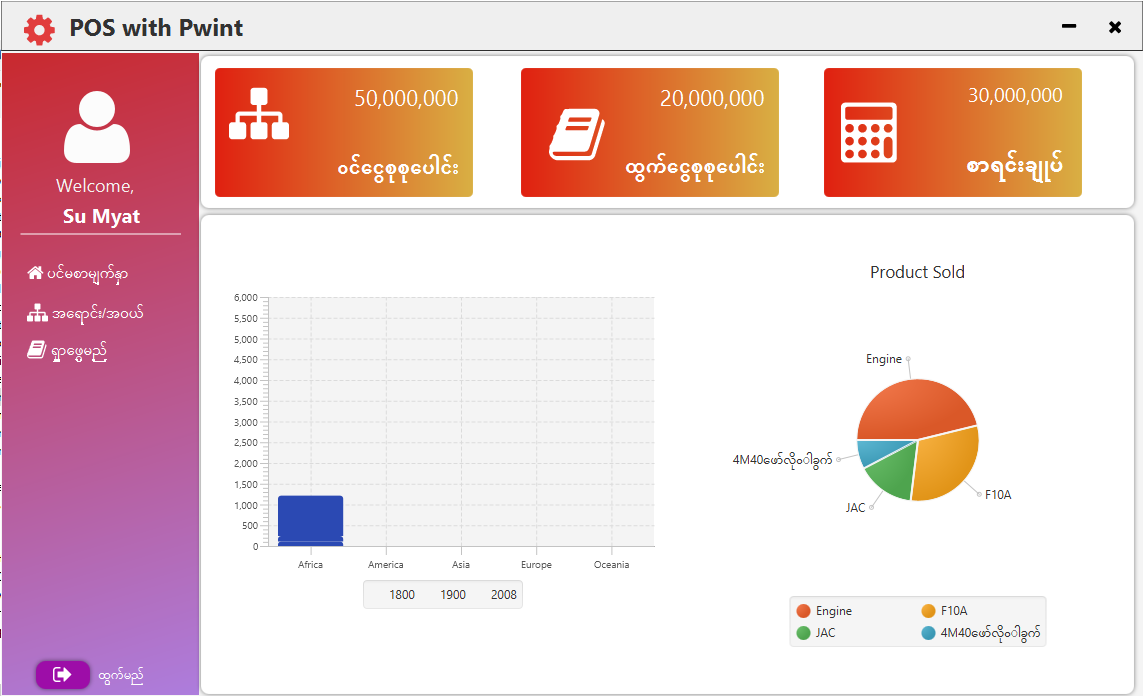 POS with Pwint
Welcome,
Su Myat
ပင်မစာမျက်နှာ
အရောင်း/အဝယ်
ရှာဖွေမည်
ထွက်မည်
50,000,000
ဝင်ငွေစုစုပေါင်း
20,000,000
ထွက်ငွေစုစုပေါင်း
30,000,000
စာရင်းချုပ်
6,000
5,500
5,000
4,500
4,000
3,500
3,000
2,500
2,000
1,500
1,000
500
0
Africa America Asia Europe Oceania
1800 1900 2008
Product Sold
Engine
4M40ဖော်လိုဝါခွက်
JAC
F10A
Engine F10A
JAC 4M40ဖော်လိုဝါခွက်